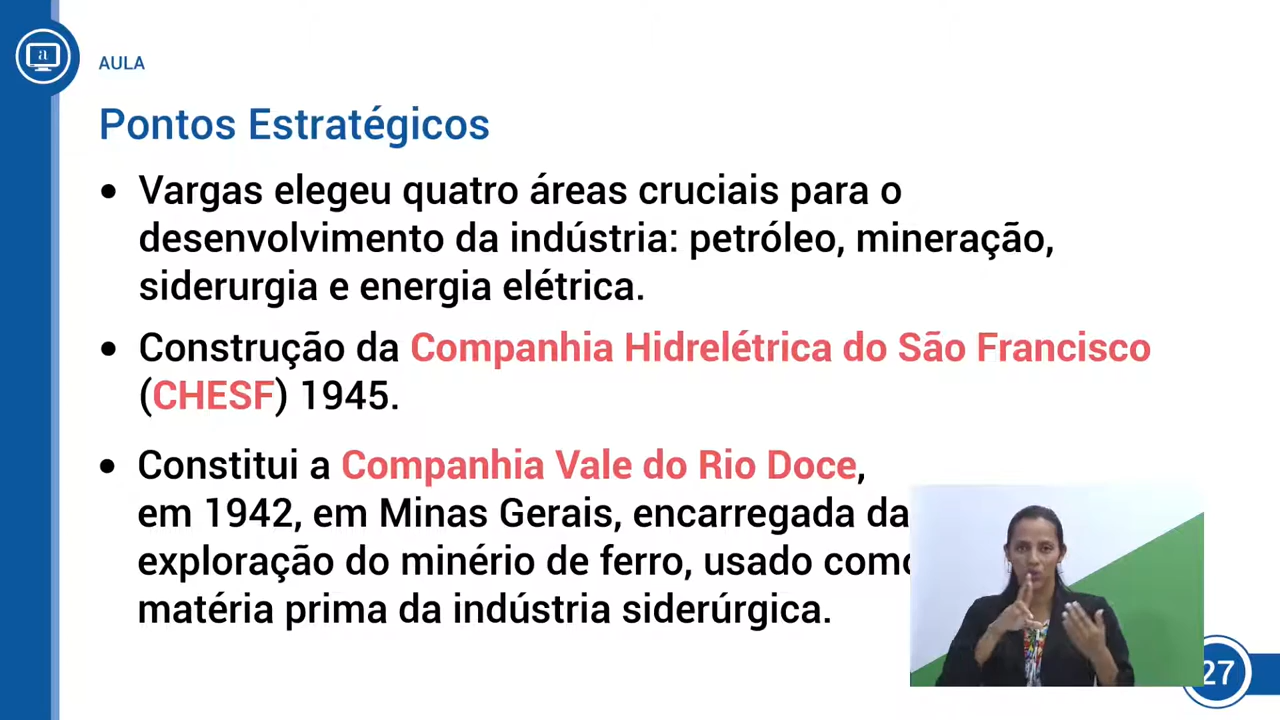 a
AULA
Pontos Estratégicos
• Vargas elegeu quatro áreas cruciais para o
desenvolvimento da indústria: petróleo, mineração,
siderurgia e energia elétrica.
• Construção da Companhia Hidrelétrica do São Francisco
(CHESF) 1945.
• Constitui a Companhia Vale do Rio Doce,
em 1942, em Minas Gerais, encarregada da
exploração do minério de ferro, usado como
matéria prima da indústria siderúrgica.
27